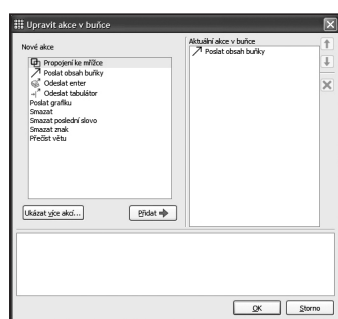 Upravit akce v buňce
Nové akce
Propojení ke mřížce
Poslat obsah buňky
Odeslat enter
Odeslat tabulátor
Poslat grafiku
Smazat
Smazat poslední slovo
Smazat znak
Přečíst větu
Ukázat více akcí...
Přidat
Aktuální akce v buňce
Poslat obsah buňky
OK
Storno